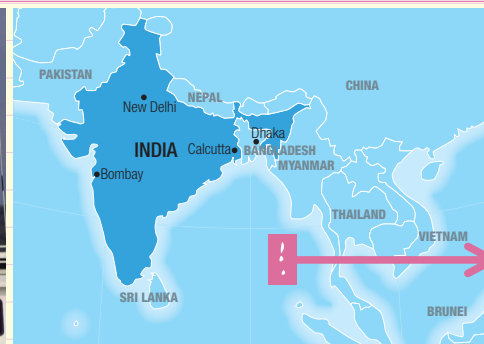 PAKISTAN
NEPAL
CHINA
New Delhi
Dhaka
INDIA
Calcutta
BANGLADESH
MYANMAR
Bombay
THAILAND
VIETNAM
!
SRI LANKA
BRUNEI